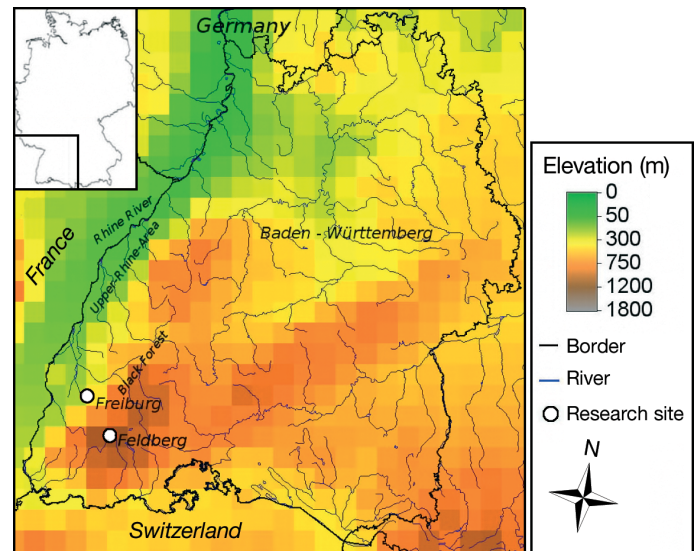 Germany
France
Rhine River
Upper-Rhine-Area
Baden - Württemberg
Black-Forest
Freiburg
Feldberg
Switzerland
Elevation (m)
0
50
300
750
1200
1800
Border
River
Research site
N